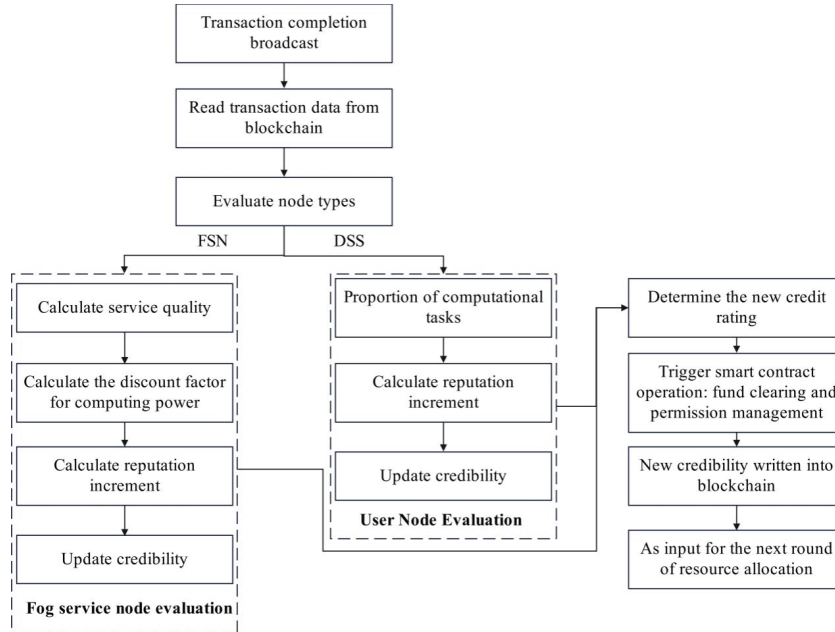 Transaction completion
broadcast
Read transaction data from
blockchain
Evaluate node types
FSN
DSS
Calculate service quality
Calculate the discount factor
for computing power
Calculate reputation
increment
Update credibility
Fog service node evaluation
Proportion of computational
tasks
Calculate reputation
increment
Update credibility
User Node Evaluation
Determine the new credit
rating
Trigger smart contract
operation: fund clearing and
permission management
New credibility written into
blockchain
As input for the next round
of resource allocation